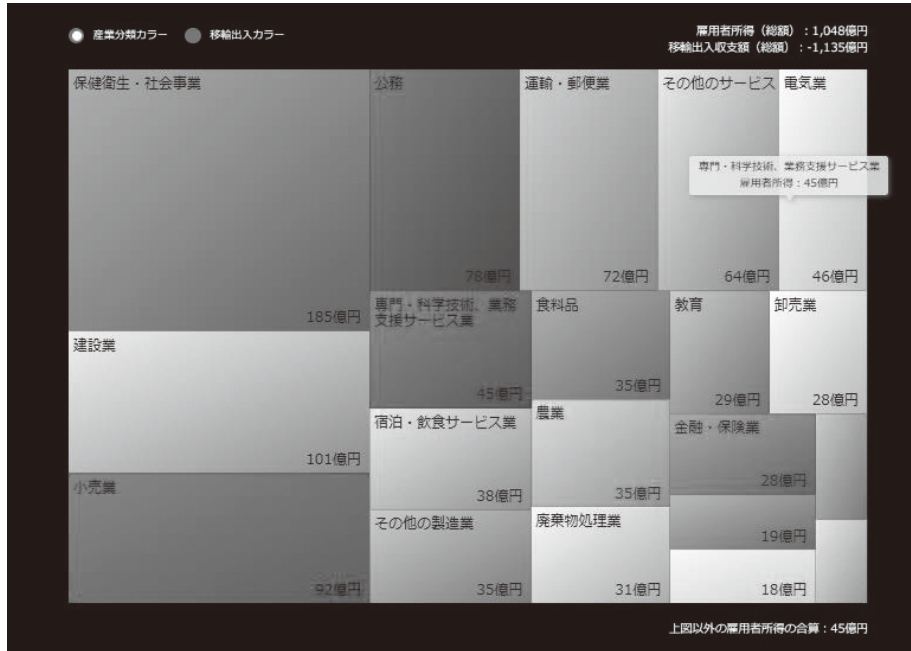 産業分類カラー 移輸出入カラー
雇用者所得（総額）：1,048億円
移輸出入収支額（総額）：-1,135億円
保健衛生・社会事業
185億円
公務
78億円
運輸・郵便業
72億円
その他のサービス
64億円
電気業
46億円
専門・科学技術、業務支援サービス業
雇用者所得：45億円
建設業
101億円
小売業
92億円
専門・科学技術、業務
支援サービス業
45億円
食料品
35億円
教育
29億円
卸売業
28億円
宿泊・飲食サービス業
38億円
農業
35億円
金融・保険業
28億円
その他の製造業
35億円
廃棄物処理業
31億円
19億円
18億円
上図以外の雇用者所得の合算：45億円